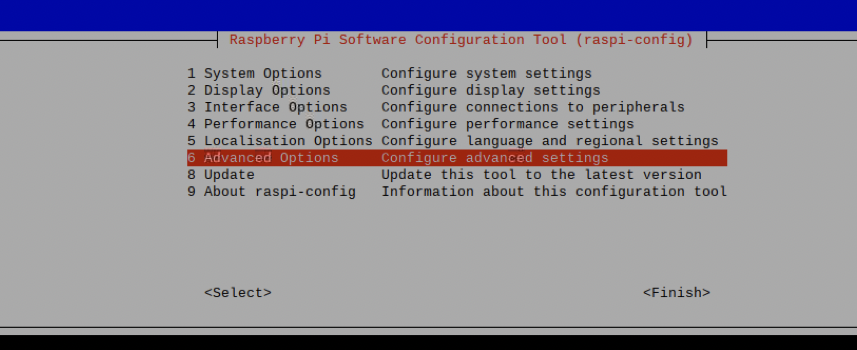 Raspberry Pi Software Configuration Tool (raspi-config)
1 System Options Configure system settings
2 Display Options Configure display settings
3 Interface Options Configure connections to peripherals
4 Performance Options Configure performance settings
5 Localisation Options Configure language and regional settings
6 Advanced Options Configure advanced settings
8 Update Update this tool to the latest version
9 About raspi-config Information about this configuration tool
<Select> <Finish>